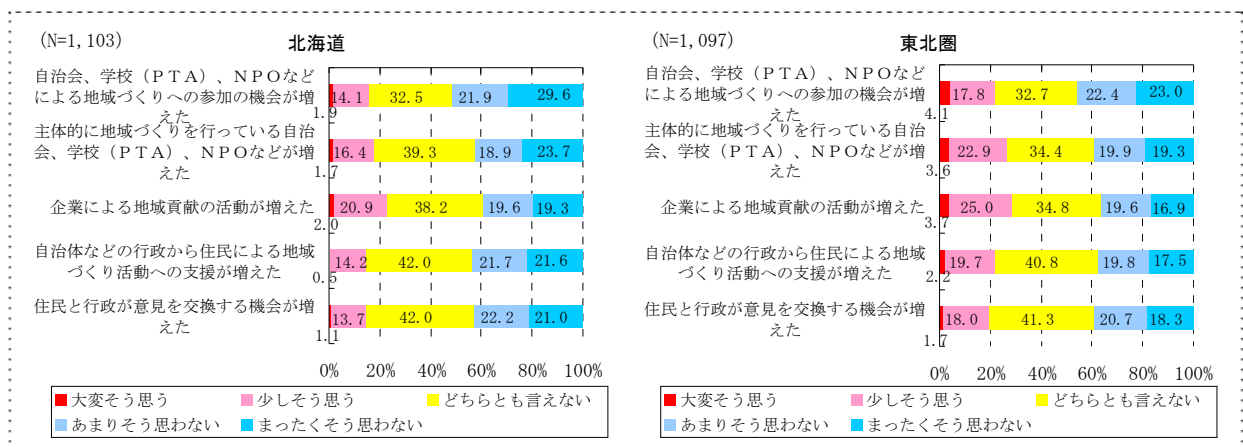 (N=1,103)
北海道
自治会、学校（ＰＴＡ）、ＮＰＯなど
による地域づくりへの参加の機会が増
えた
1.9
14.1
32.5
21.9
29.6
主体的に地域づくりを行っている自治
会、学校（ＰＴＡ）、ＮＰＯなどが増
えた
1.7
16.4
39.3
18.9
23.7
企業による地域貢献の活動が増えた
2.0
20.9
38.2
19.6
19.3
自治体などの行政から住民による地域
づくり活動への支援が増えた
0.5
14.2
42.0
21.7
21.6
住民と行政が意見を交換する機会が増
えた
1.1
13.7
42.0
22.2
21.0
0% 20% 40% 60% 80% 100%
大変そう思う 少しそう思う どちらとも言えない
あまりそう思わない まったくそう思わない
(N=1,097)
東北圏
自治会、学校（ＰＴＡ）、ＮＰＯなど
による地域づくりへの参加の機会が増
えた
4.1
17.8
32.7
22.4
23.0
主体的に地域づくりを行っている自治
会、学校（ＰＴＡ）、ＮＰＯなどが増
えた
3.6
22.9
34.4
19.9
19.3
企業による地域貢献の活動が増えた
3.7
25.0
34.8
19.6
16.9
自治体などの行政から住民による地域
づくり活動への支援が増えた
2.2
19.7
40.8
19.8
17.5
住民と行政が意見を交換する機会が増
えた
1.7
18.0
41.3
20.7
18.3
0% 20% 40% 60% 80% 100%
大変そう思う 少しそう思う どちらとも言えない
あまりそう思わない まったくそう思わない